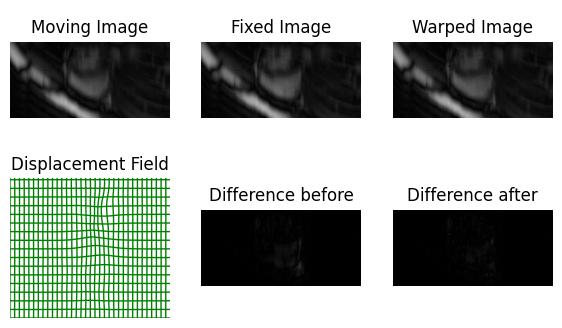 Moving Image
Fixed Image
Warped Image
Displacement Field
Difference before
Difference after